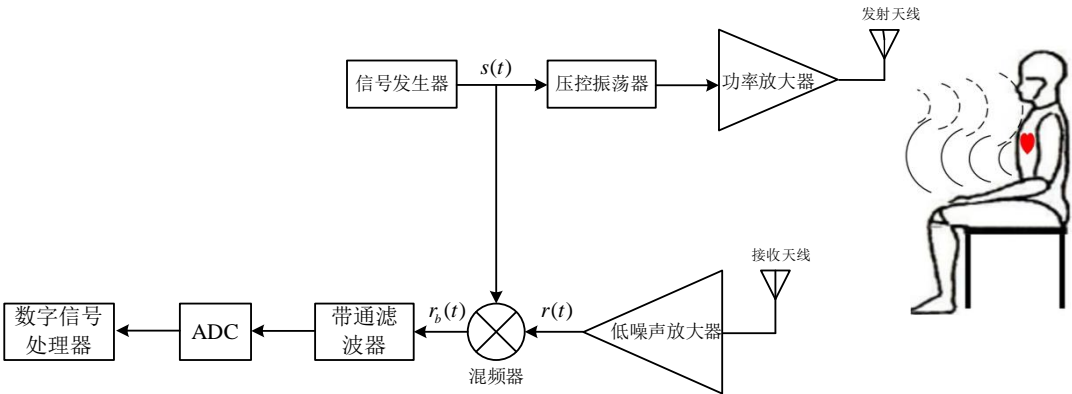 发射天线
信号发生器
s(t)
压控振荡器
功率放大器
接收天线
数字信号
处理器
ADC
带通滤
波器
r_b(t)
混频器
r(t)
低噪声放大器